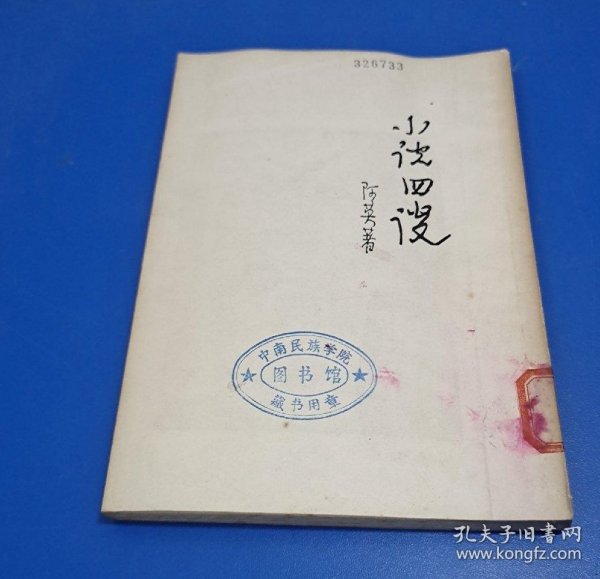 326733
小说四谈
阿英著
中南民族学院
图书馆
藏书用章
孔夫子旧书网
www.kongfz.com